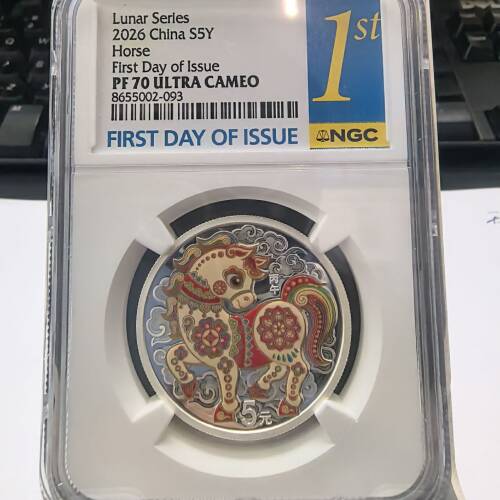 Lunar Series
2026 China S5Y
Horse
First Day of Issue
PF 70 ULTRA CAMEO
8655002-093
FIRST DAY OF ISSUE
1st
NGC
5元